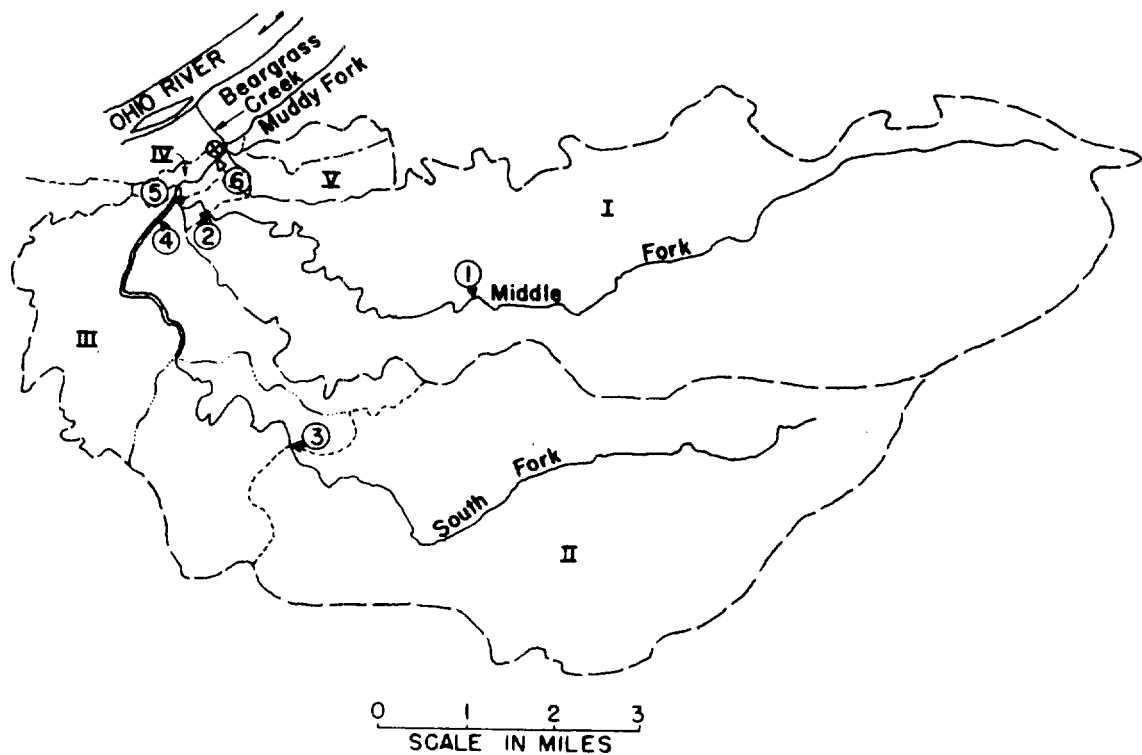 OHIO RIVER
Beargrass
Creek
Muddy Fork
IV
V
5
6
I
4
2
Fork
1
Middle
III
3
Fork
South
II
0 1 2 3
SCALE IN MILES